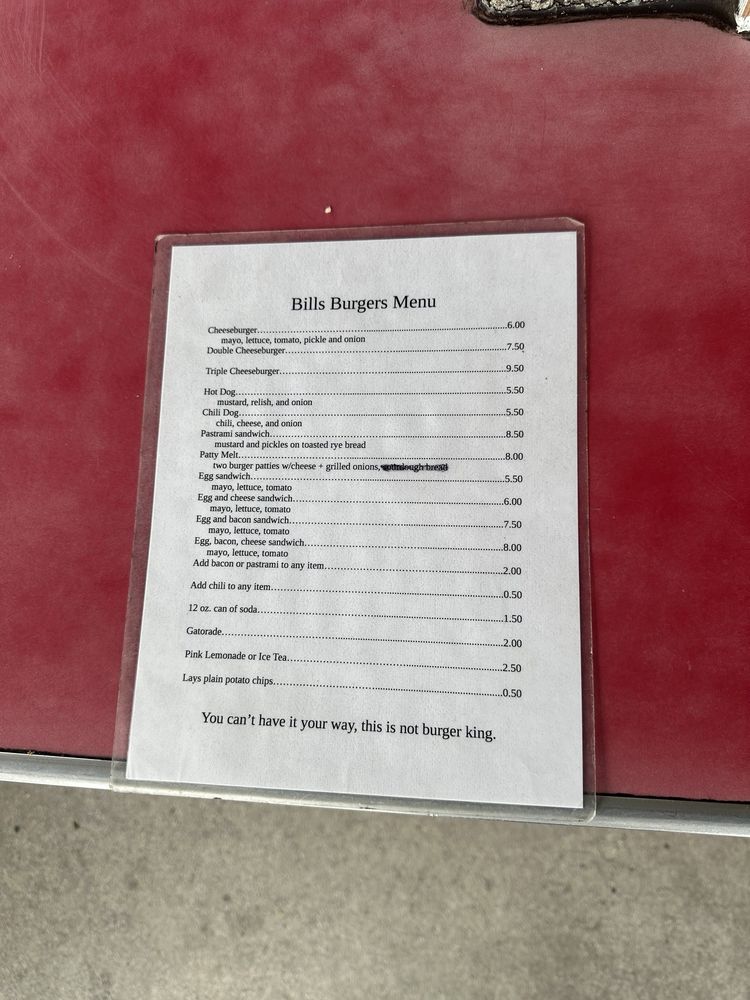 Bills Burgers Menu
Cheeseburger........................................6.00
mayo, lettuce, tomato, pickle and onion
Double Cheeseburger........................................7.50
Triple Cheeseburger........................................9.50
Hot Dog........................................5.50
mustard, relish, and onion
Chili Dog........................................5.50
chili, cheese, and onion
Pastrami sandwich........................................8.50
mustard and pickles on toasted rye bread
Patty Melt........................................8.00
two burger patties w/cheese + grilled onions,
Egg sandwich........................................5.50
mayo, lettuce, tomato
Egg and cheese sandwich........................................6.00
mayo, lettuce, tomato
Egg and bacon sandwich........................................7.50
mayo, lettuce, tomato
Egg, bacon, cheese sandwich........................................8.00
mayo, lettuce, tomato
Add bacon or pastrami to any item........................................2.00
Add chili to any item........................................0.50
12 oz. can of soda........................................1.50
Gatorade........................................2.00
Pink Lemonade or Ice Tea........................................2.50
Lays plain potato chips........................................0.50
You can't have it your way, this is not burger king.